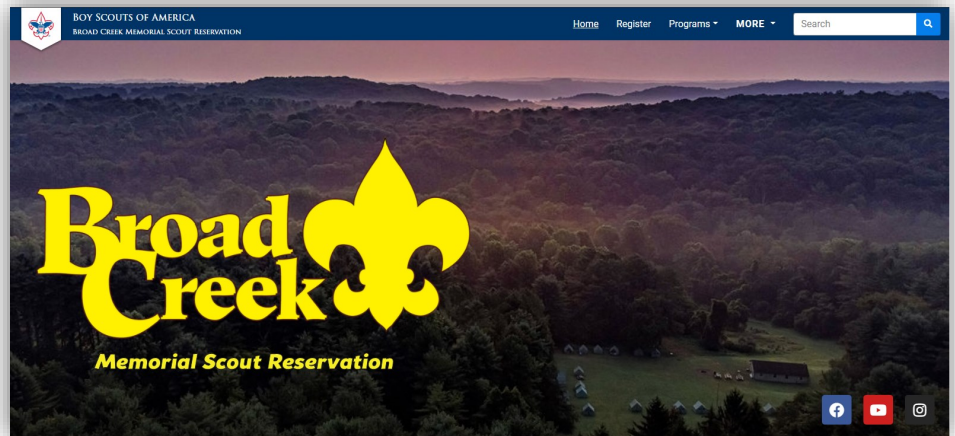 BOY SCOUTS OF AMERICA
BROAD CREEK MEMORIAL SCOUT RESERVATION
Home Register Programs MORE Search
Broad
Creek
Memorial Scout Reservation